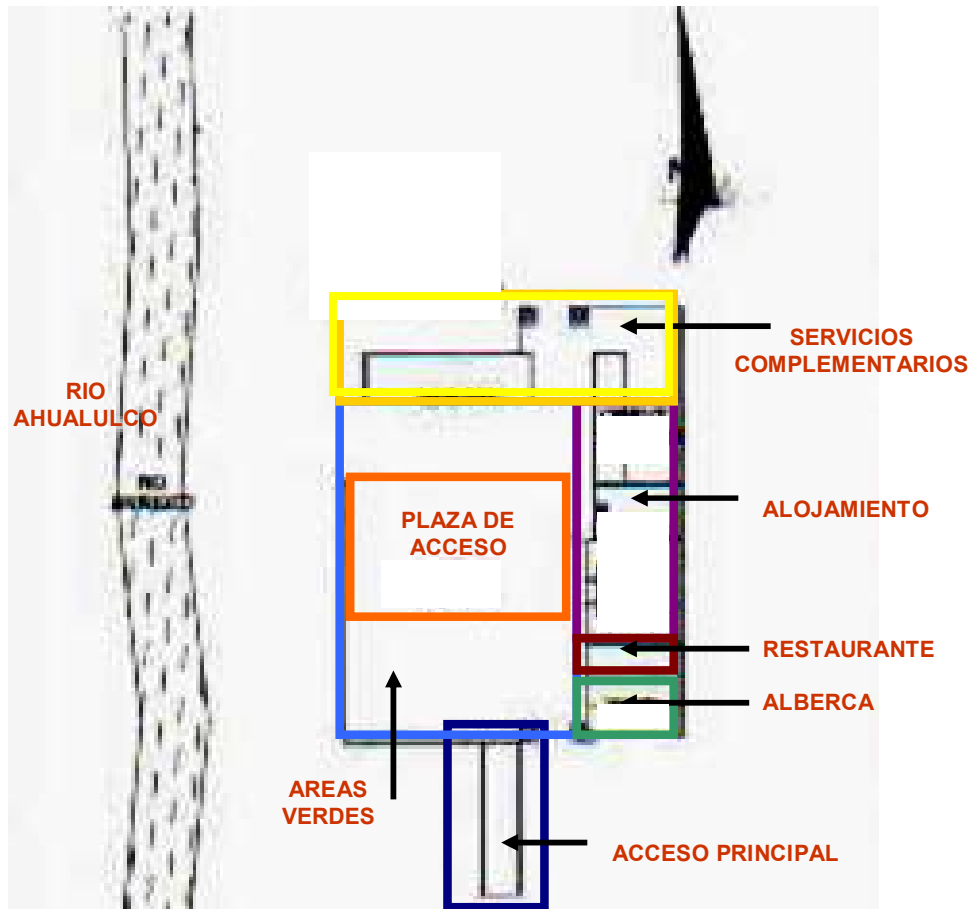 SERVICIOS
COMPLEMENTARIOS
RIO
AHUALULCO
PLAZA DE
ACCESO
ALOJAMIENTO
RESTAURANTE
ALBERCA
AREAS
VERDES
ACCESO PRINCIPAL